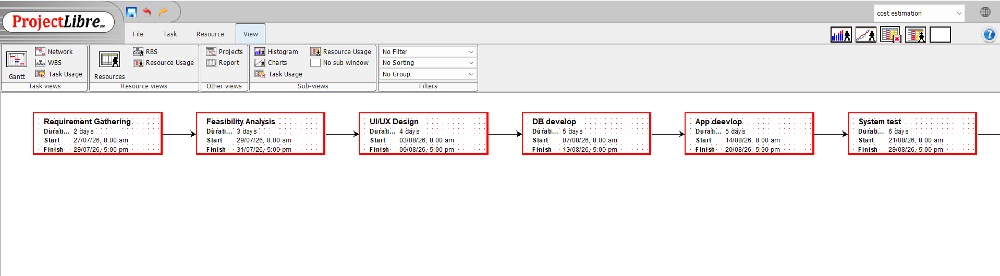 ProjectLibre™
cost estimation
File Task Resource View
Gantt
Network
WBS
Task Usage
Task views
Resources
RBS
Resource Usage
Resource views
Projects
Report
Other views
Histogram
Charts
Task Usage
Resource Usage
No sub window
Sub-views
No Filter
No Sorting
No Group
Filters
Requirement Gathering
Durati... 2 days
Start 27/07/26, 8:00 am
Finish 28/07/26, 5:00 pm
Feasibility Analysis
Durati... 3 days
Start 29/07/26, 8:00 am
Finish 31/07/26, 5:00 pm
UI/UX Design
Durati... 4 days
Start 03/08/26, 8:00 am
Finish 06/08/26, 5:00 pm
DB develop
Durati... 5 days
Start 07/08/26, 8:00 am
Finish 13/08/26, 5:00 pm
App deevlop
Durati... 5 days
Start 14/08/26, 8:00 am
Finish 20/08/26, 5:00 pm
System test
Durati... 6 days
Start 21/08/26, 8:00 am
Finish 28/08/26, 5:00 pm